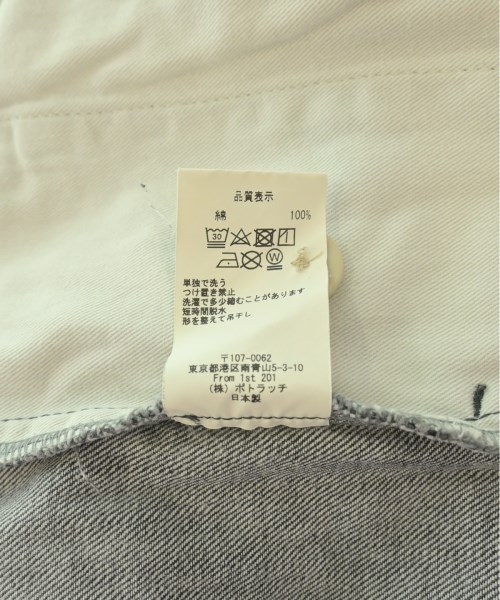 品質表示
綿 100%
30
W
単独で洗う
つけ置き禁止
洗濯で多少縮むことがあります
短時間脱水
形を整えて吊干し
〒107-0062
東京都港区南青山5-3-10
From 1st 201
(株) ポトラッチ
日本製